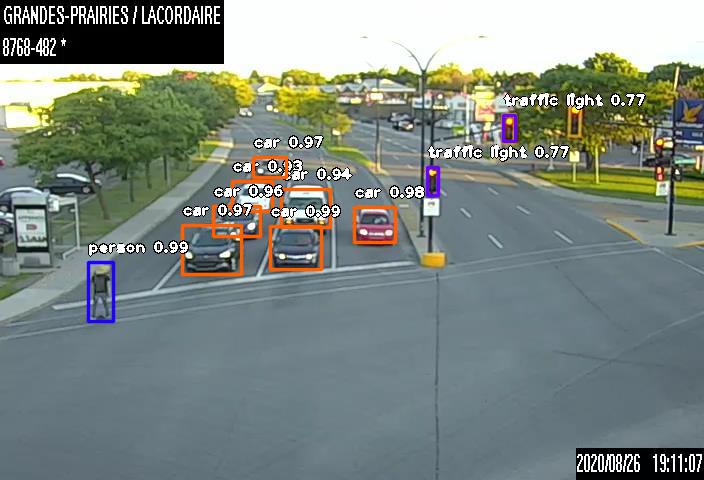 GRANDES-PRAIRIES / LACORDAIRE
8768-482 *
traffic light 0.77
car 0.97
traffic light 0.77
car 0.93
car 0.94
car 0.96
car 0.98
car 0.97
car 0.99
person 0.99
2020/08/26 19:11:07